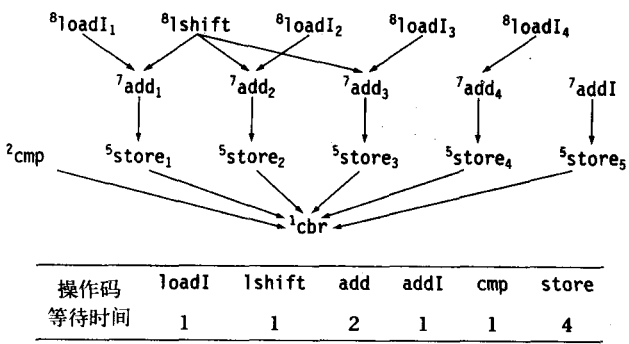 ⁸loadI₁ ⁸lshift ⁸loadI₂ ⁸loadI₃ ⁸loadI₄
⁷add₁ ⁷add₂ ⁷add₃ ⁷add₄ ⁷addI
²cmp ⁵store₁ ⁵store₂ ⁵store₃ ⁵store₄ ⁵store₅
¹cbr
操作码 loadI lshift add addI cmp store
等待时间 1 1 2 1 1 4